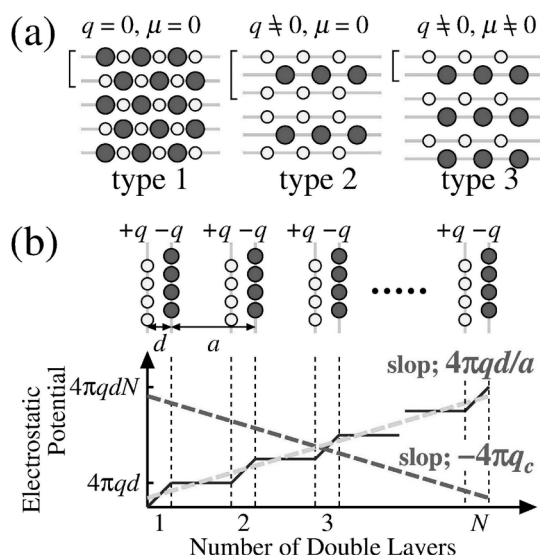 (a)
q = 0, μ = 0
q ≠ 0, μ = 0
q ≠ 0, μ ≠ 0
type 1
type 2
type 3
(b)
+q −q +q −q +q −q +q −q
d
a
Electrostatic
Potential
4πqdN
4πqd
slop; 4πqd/a
slop; −4πq_c
1 2 3 N
Number of Double Layers